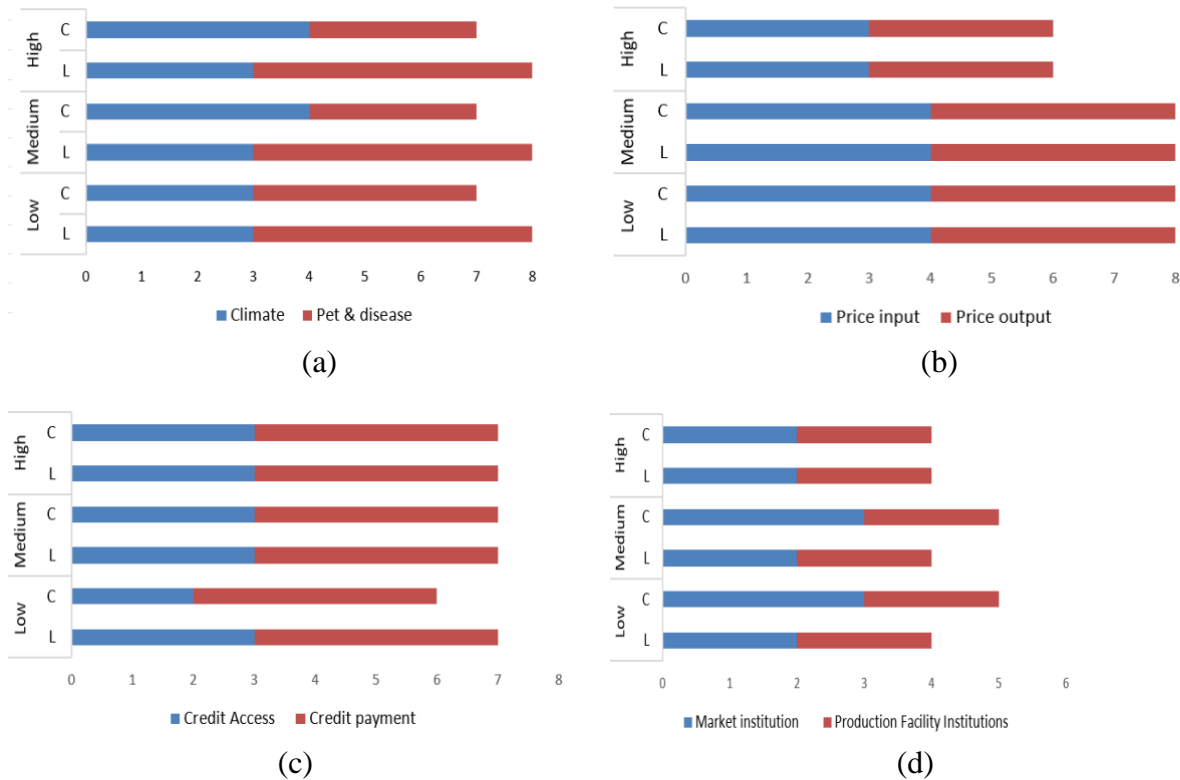 High
C
L
Medium
C
L
Low
C
L
0 1 2 3 4 5 6 7 8
Climate Pet & disease
(a)
High
C
L
Medium
C
L
Low
C
L
0 1 2 3 4 5 6 7 8
Price input Price output
(b)
High
C
L
Medium
C
L
Low
C
L
0 1 2 3 4 5 6 7 8
Credit Access Credit payment
(c)
High
C
L
Medium
C
L
Low
C
L
0 1 2 3 4 5 6
Market institution Production Facility Institutions
(d)